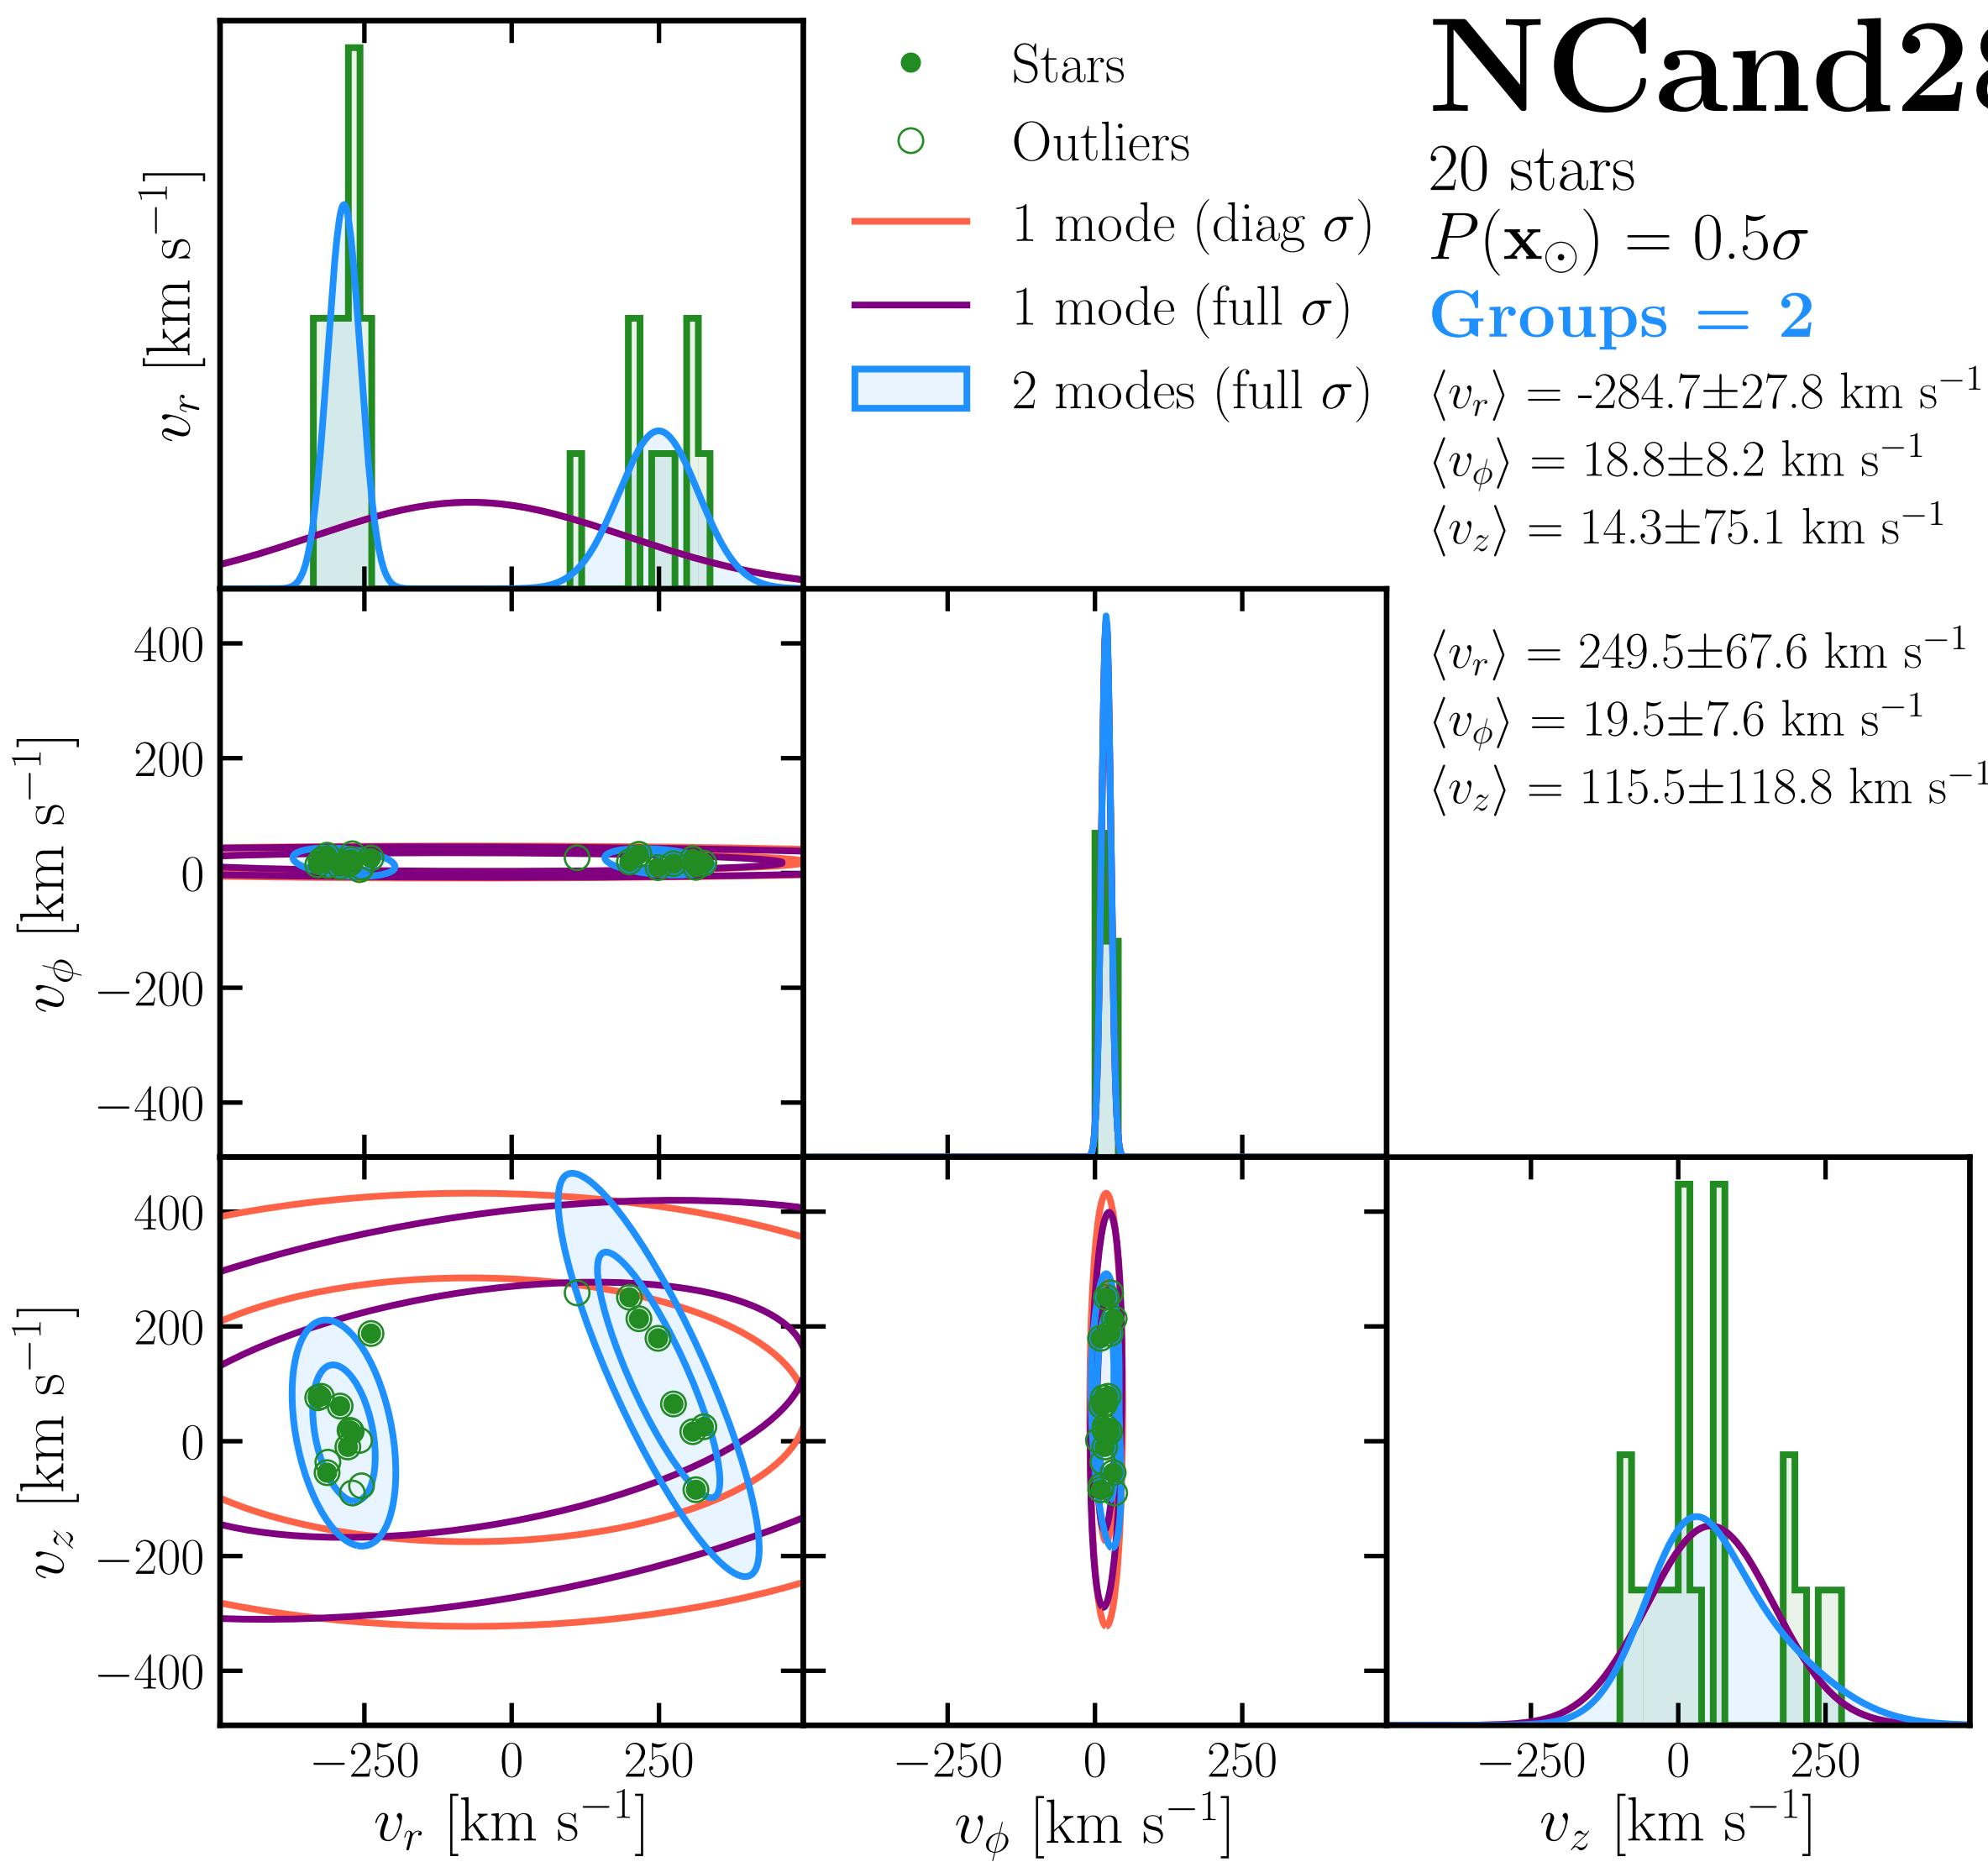 NCand28
20 stars
P(x⊙) = 0.5σ
Groups = 2
⟨v_r⟩ = -284.7±27.8 km s⁻¹
⟨v_ϕ⟩ = 18.8±8.2 km s⁻¹
⟨v_z⟩ = 14.3±75.1 km s⁻¹
⟨v_r⟩ = 249.5±67.6 km s⁻¹
⟨v_ϕ⟩ = 19.5±7.6 km s⁻¹
⟨v_z⟩ = 115.5±118.8 km s⁻¹
Stars
Outliers
1 mode (diag σ)
1 mode (full σ)
2 modes (full σ)
v_r [km s⁻¹]
v_ϕ [km s⁻¹]
400
200
0
−200
−400
v_z [km s⁻¹]
400
200
0
−200
−400
−250 0 250
−250 0 250
−250 0 250
v_r [km s⁻¹]
v_ϕ [km s⁻¹]
v_z [km s⁻¹]